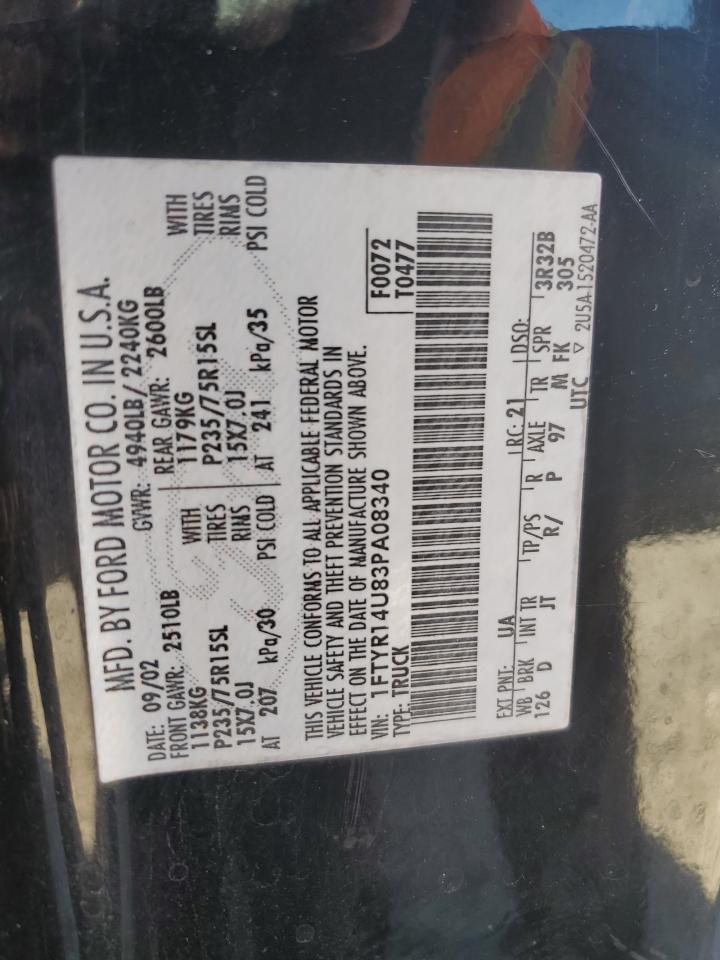 MFD. BY FORD MOTOR CO. IN U.S.A.
DATE: 09/02 GVWR: 4940LB/ 2240KG
FRONT GAWR: 2510LB REAR GAWR: 2600LB
1138KG WITH 1179KG WITH
P235/75R15SL TIRES P235/75R15SL TIRES
15X7.0J RIMS 15X7.0J RIMS
AT 207 kPa/30 PSI COLD AT 241 kPa/35 PSI COLD
THIS VEHICLE CONFORMS TO ALL APPLICABLE FEDERAL MOTOR
VEHICLE SAFETY AND THEFT PREVENTION STANDARDS IN
EFFECT ON THE DATE OF MANUFACTURE SHOWN ABOVE.
VIN: 1FTYR14U83PA08340 F0072
TYPE: TRUCK T0477
EXT PNT: UA RC: 21 DSO:
WB BRK INT TR TP/PS R AXLE TR SPR 3R32B
126 D JT R/ P 97 M FK 305
UTC ▽ 2U5A-1520472-AA